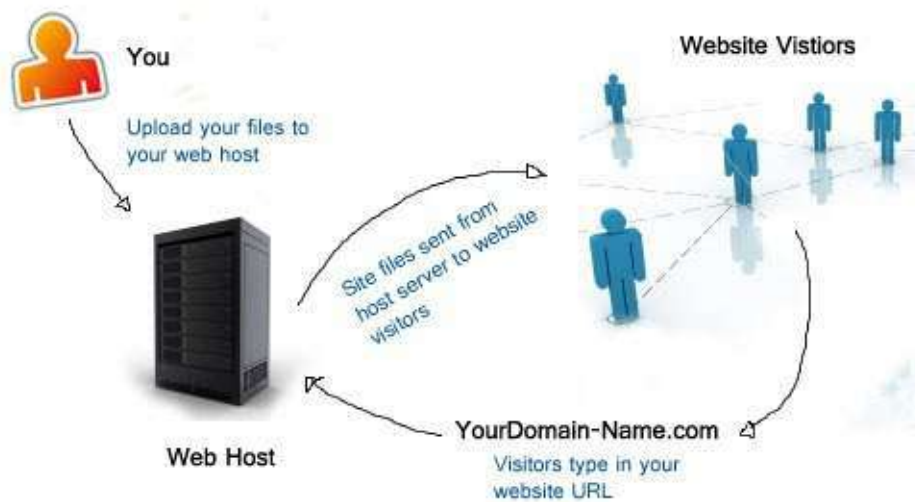 You
Upload your files to
your web host
Website Vistiors
Site files sent from
host server to website
visitors
YourDomain-Name.com
Visitors type in your
website URL
Web Host